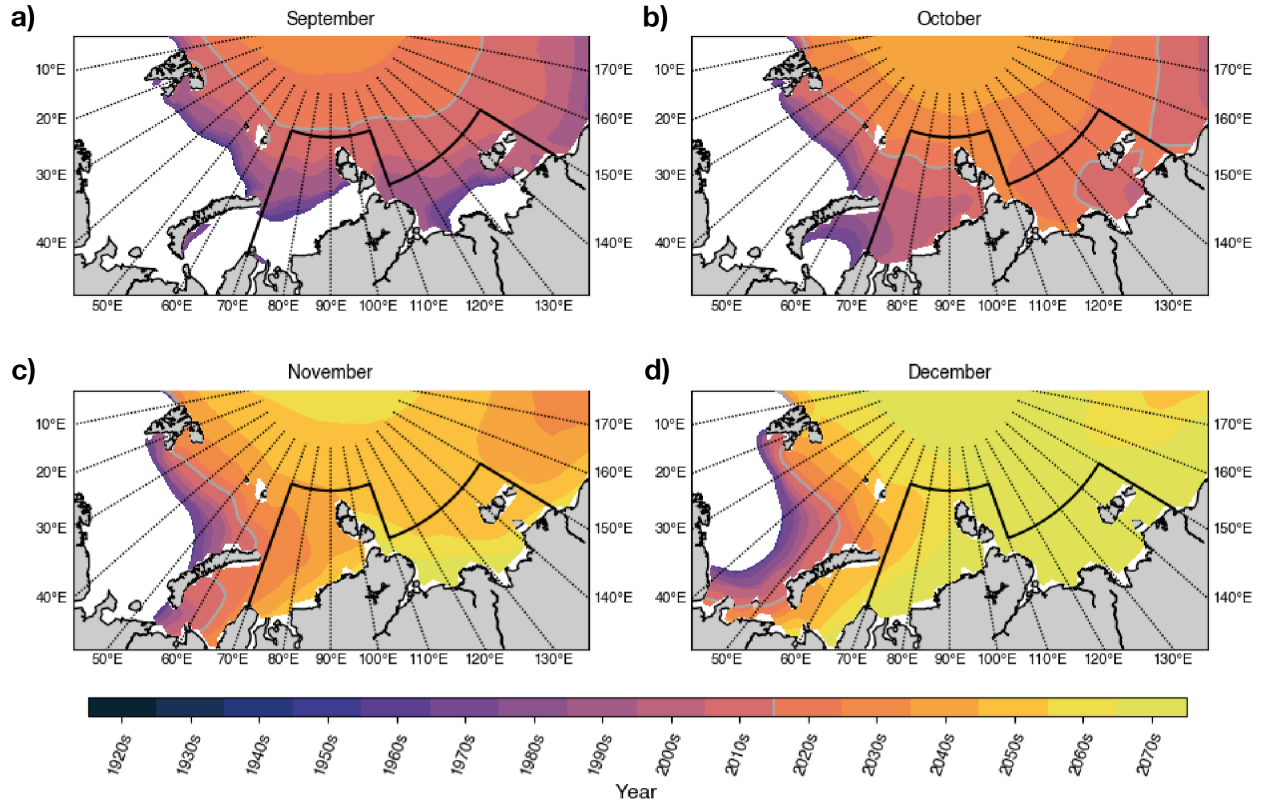 a)
September
10°E
20°E
30°E
40°E
170°E
160°E
150°E
140°E
50°E 60°E 70°E 80°E 90°E 100°E 110°E 120°E 130°E
b)
October
10°E
20°E
30°E
40°E
170°E
160°E
150°E
140°E
50°E 60°E 70°E 80°E 90°E 100°E 110°E 120°E 130°E
c)
November
10°E
20°E
30°E
40°E
170°E
160°E
150°E
140°E
50°E 60°E 70°E 80°E 90°E 100°E 110°E 120°E 130°E
d)
December
10°E
20°E
30°E
40°E
170°E
160°E
150°E
140°E
50°E 60°E 70°E 80°E 90°E 100°E 110°E 120°E 130°E
1920s 1930s 1940s 1950s 1960s 1970s 1980s 1990s 2000s 2010s 2020s 2030s 2040s 2050s 2060s 2070s
Year